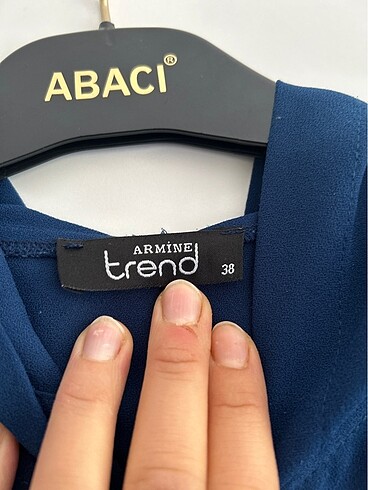 ABACI®
ARMİNE
trend
38